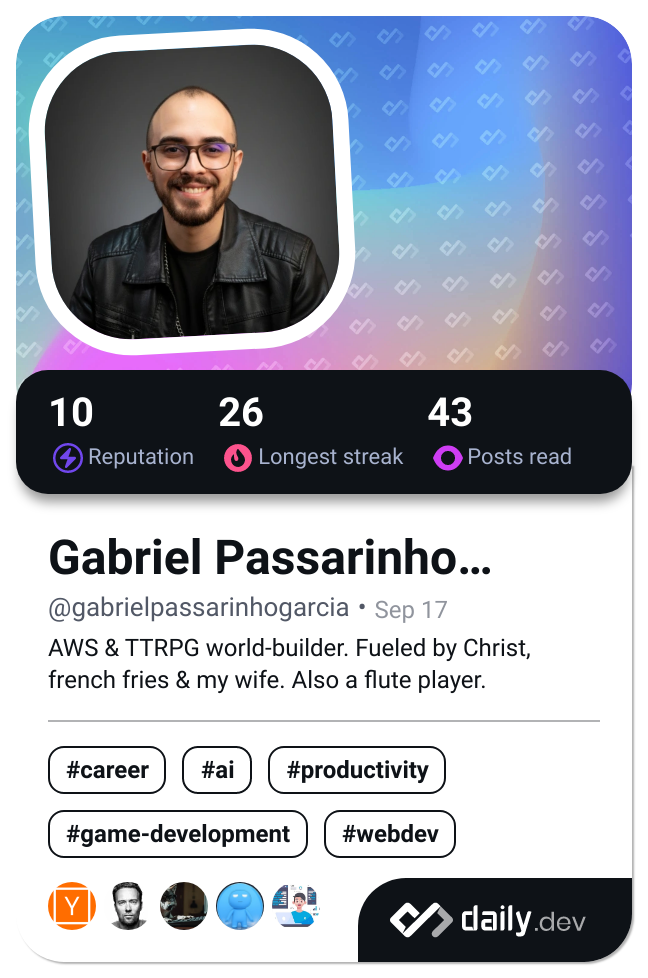 10 26 43
Reputation Longest streak Posts read
Gabriel Passarinho...
@gabrielpassarinhogarcia • Sep 17
AWS & TTRPG world-builder. Fueled by Christ,
french fries & my wife. Also a flute player.
#career #ai #productivity
#game-development #webdev
Y
daily.dev